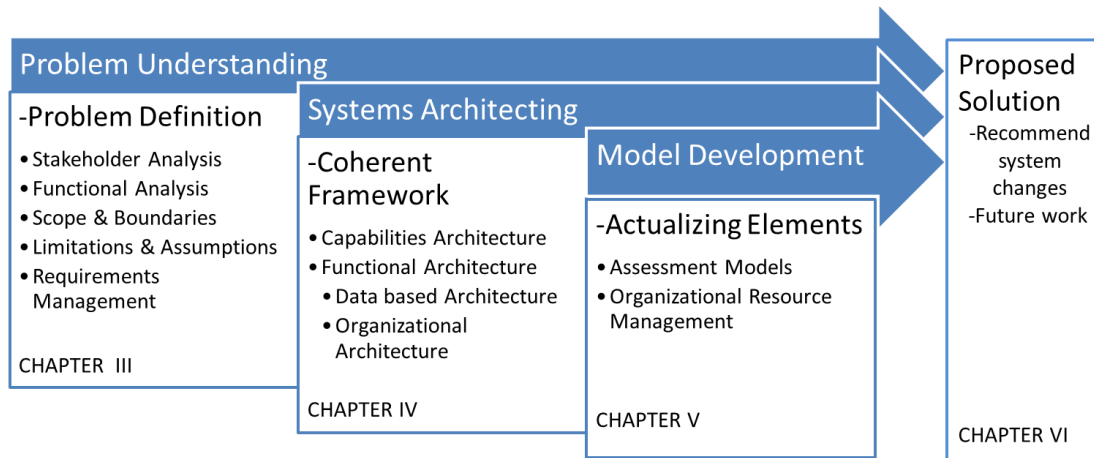 Problem Understanding
-Problem Definition
•Stakeholder Analysis
•Functional Analysis
•Scope & Boundaries
•Limitations & Assumptions
•Requirements
Management
CHAPTER III
Systems Architecting
-Coherent
Framework
•Capabilities Architecture
•Functional Architecture
•Data based Architecture
•Organizational
Architecture
CHAPTER IV
Model Development
-Actualizing Elements
•Assessment Models
•Organizational Resource
Management
CHAPTER V
Proposed
Solution
-Recommend
system
changes
-Future work
CHAPTER VI